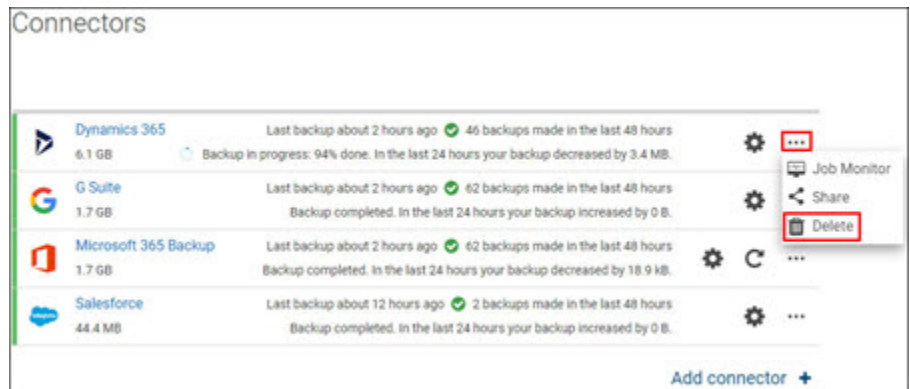 Connectors
Dynamics 365
Last backup about 2 hours ago 46 backups made in the last 48 hours
6.1 GB
Backup in progress: 94% done. In the last 24 hours your backup decreased by 3.4 MB.
Job Monitor
Share
Delete
G Suite
Last backup about 2 hours ago 62 backups made in the last 48 hours
1.7 GB
Backup completed. In the last 24 hours your backup increased by 0 B.
Microsoft 365 Backup
Last backup about 2 hours ago 62 backups made in the last 48 hours
1.7 GB
Backup completed. In the last 24 hours your backup decreased by 18.9 kB.
Salesforce
Last backup about 12 hours ago 2 backups made in the last 48 hours
44.4 MB
Backup completed. In the last 24 hours your backup increased by 0 B.
Add connector +